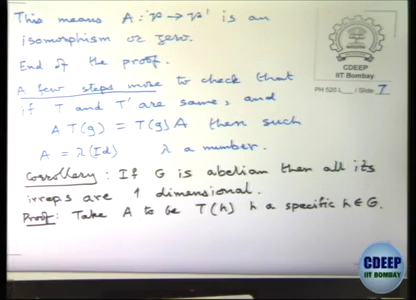 This means A: 𝒱 → 𝒱' is an
isomorphism or zero.
End of the proof.
A few steps more to check that
if T and T' are same, and
A T(g) = T(g) A then such
A = λ(Id) λ a number.
Corrollery: If G is abelian then all its
irreps are 1 dimensional.
Proof: Take A to be T(h) h a specific h ∈ G.
CDEEP
IIT Bombay
PH 520 L / Slide 7
CDEEP
IIT BOMBAY